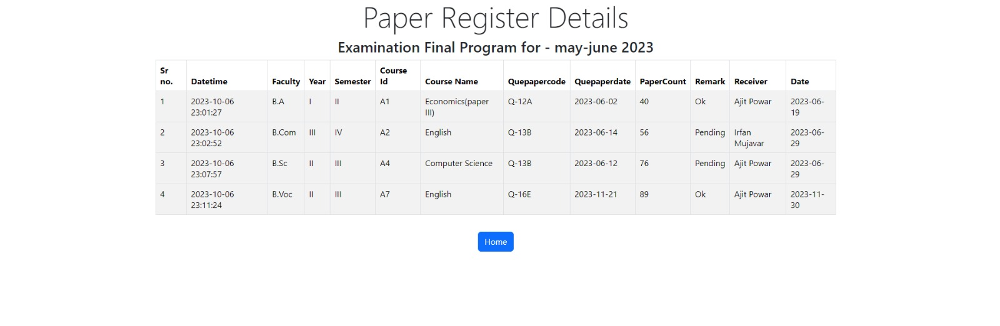 Paper Register Details
Examination Final Program for - may-june 2023
Sr no. Datetime Faculty Year Semester Course Id Course Name Quepapercode Quepaperdate PaperCount Remark Receiver Date
1 2023-10-06 23:01:27 B.A I II A1 Economics(paper III) Q-12A 2023-06-02 40 Ok Ajit Powar 2023-06-19
2 2023-10-06 23:02:52 B.Com III IV A2 English Q-13B 2023-06-14 56 Pending Irfan Mujavar 2023-06-29
3 2023-10-06 23:07:57 B.Sc II III A4 Computer Science Q-13B 2023-06-12 76 Pending Ajit Powar 2023-06-29
4 2023-10-06 23:11:24 B.Voc II III A7 English Q-16E 2023-11-21 89 Ok Ajit Powar 2023-11-30
Home